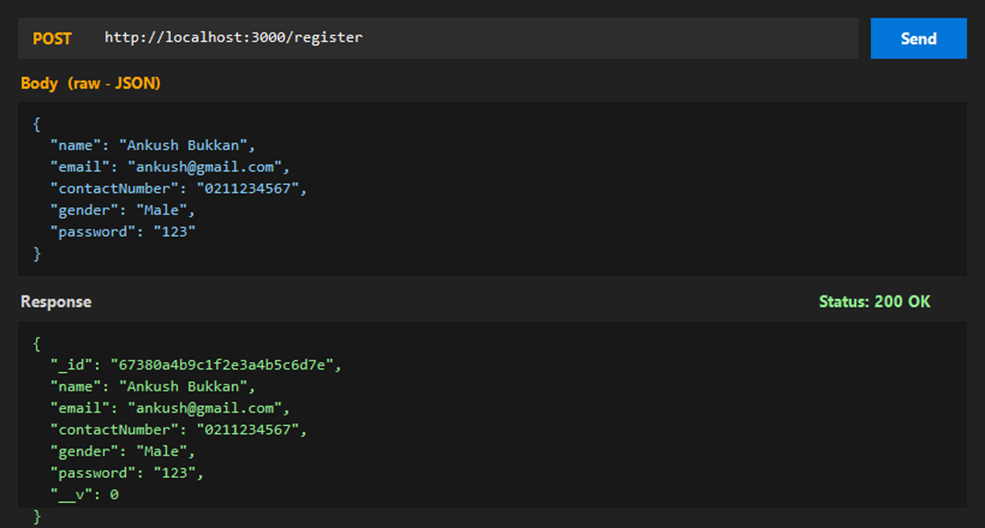 POST http://localhost:3000/register Send
Body (raw - JSON)
{
"name": "Ankush Bukkan",
"email": "ankush@gmail.com",
"contactNumber": "0211234567",
"gender": "Male",
"password": "123"
}
Response Status: 200 OK
{
"_id": "67380a4b9c1f2e3a4b5c6d7e",
"name": "Ankush Bukkan",
"email": "ankush@gmail.com",
"contactNumber": "0211234567",
"gender": "Male",
"password": "123",
"__v": 0
}